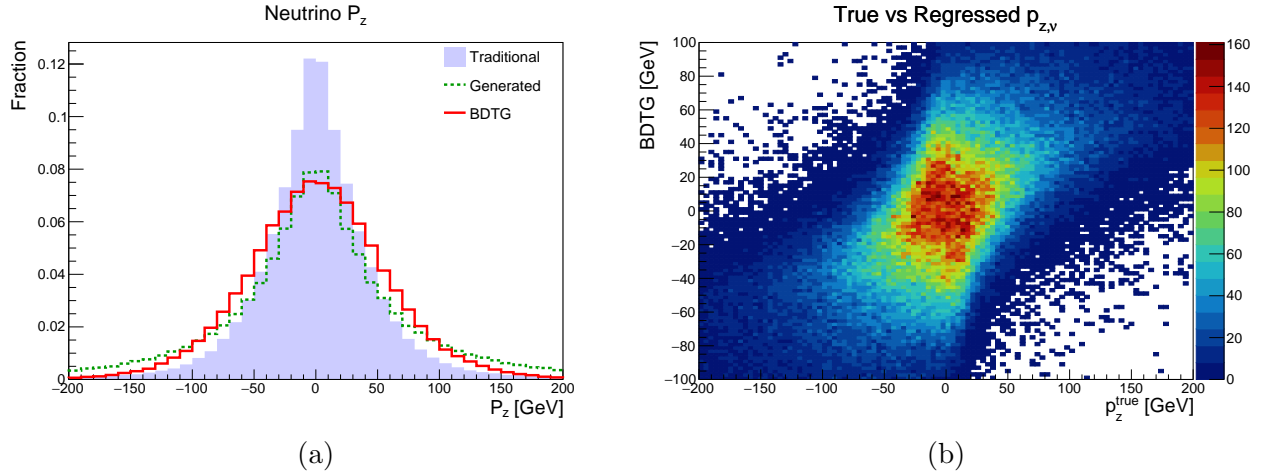 Neutrino P_z
Fraction
0.12
0.1
0.08
0.06
0.04
0.02
0
Traditional
Generated
BDTG
−200 −150 −100 −50 0 50 100 150 200
P_z [GeV]
(a)
True vs Regressed p_z,ν
BDTG [GeV]
100
80
60
40
20
0
−20
−40
−60
−80
−100
−200 −150 −100 −50 0 50 100 150 200
p_z^true [GeV]
160
140
120
100
80
60
40
20
0
(b)